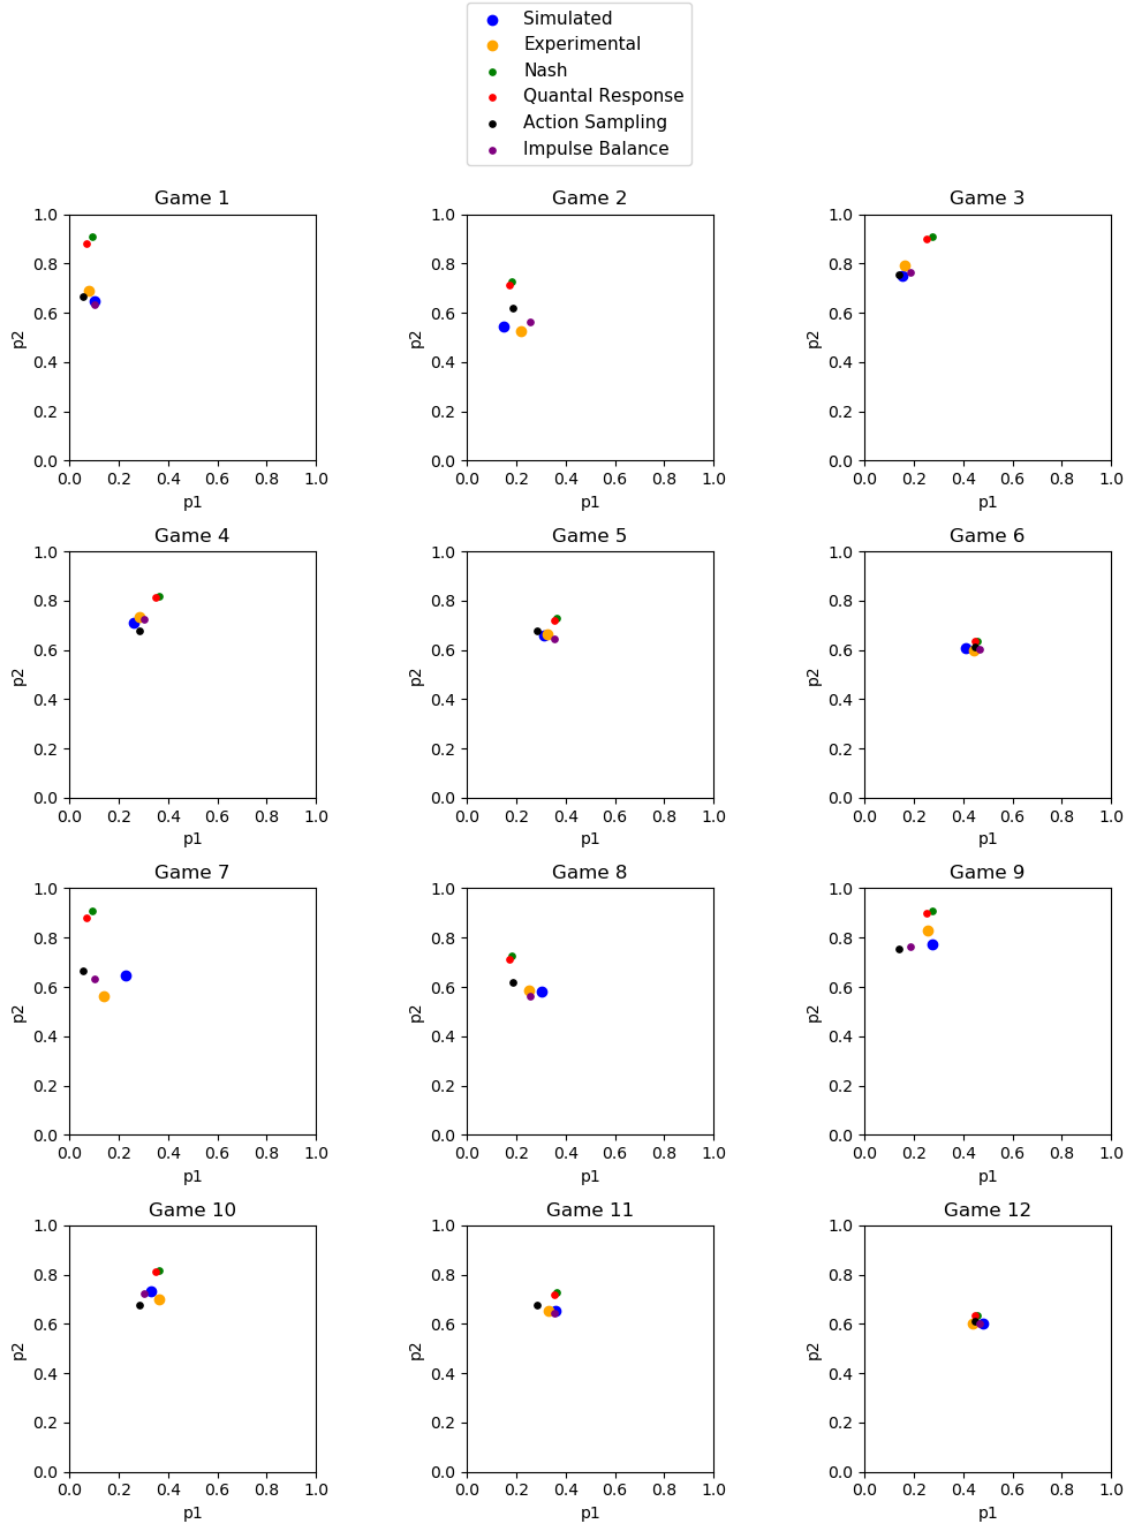 Simulated
Experimental
Nash
Quantal Response
Action Sampling
Impulse Balance
Game 1
1.0
0.8
0.6
0.4
0.2
0.0
p2
0.0 0.2 0.4 0.6 0.8 1.0
p1
Game 2
1.0
0.8
0.6
0.4
0.2
0.0
p2
0.0 0.2 0.4 0.6 0.8 1.0
p1
Game 3
1.0
0.8
0.6
0.4
0.2
0.0
p2
0.0 0.2 0.4 0.6 0.8 1.0
p1
Game 4
1.0
0.8
0.6
0.4
0.2
0.0
p2
0.0 0.2 0.4 0.6 0.8 1.0
p1
Game 5
1.0
0.8
0.6
0.4
0.2
0.0
p2
0.0 0.2 0.4 0.6 0.8 1.0
p1
Game 6
1.0
0.8
0.6
0.4
0.2
0.0
p2
0.0 0.2 0.4 0.6 0.8 1.0
p1
Game 7
1.0
0.8
0.6
0.4
0.2
0.0
p2
0.0 0.2 0.4 0.6 0.8 1.0
p1
Game 8
1.0
0.8
0.6
0.4
0.2
0.0
p2
0.0 0.2 0.4 0.6 0.8 1.0
p1
Game 9
1.0
0.8
0.6
0.4
0.2
0.0
p2
0.0 0.2 0.4 0.6 0.8 1.0
p1
Game 10
1.0
0.8
0.6
0.4
0.2
0.0
p2
0.0 0.2 0.4 0.6 0.8 1.0
p1
Game 11
1.0
0.8
0.6
0.4
0.2
0.0
p2
0.0 0.2 0.4 0.6 0.8 1.0
p1
Game 12
1.0
0.8
0.6
0.4
0.2
0.0
p2
0.0 0.2 0.4 0.6 0.8 1.0
p1